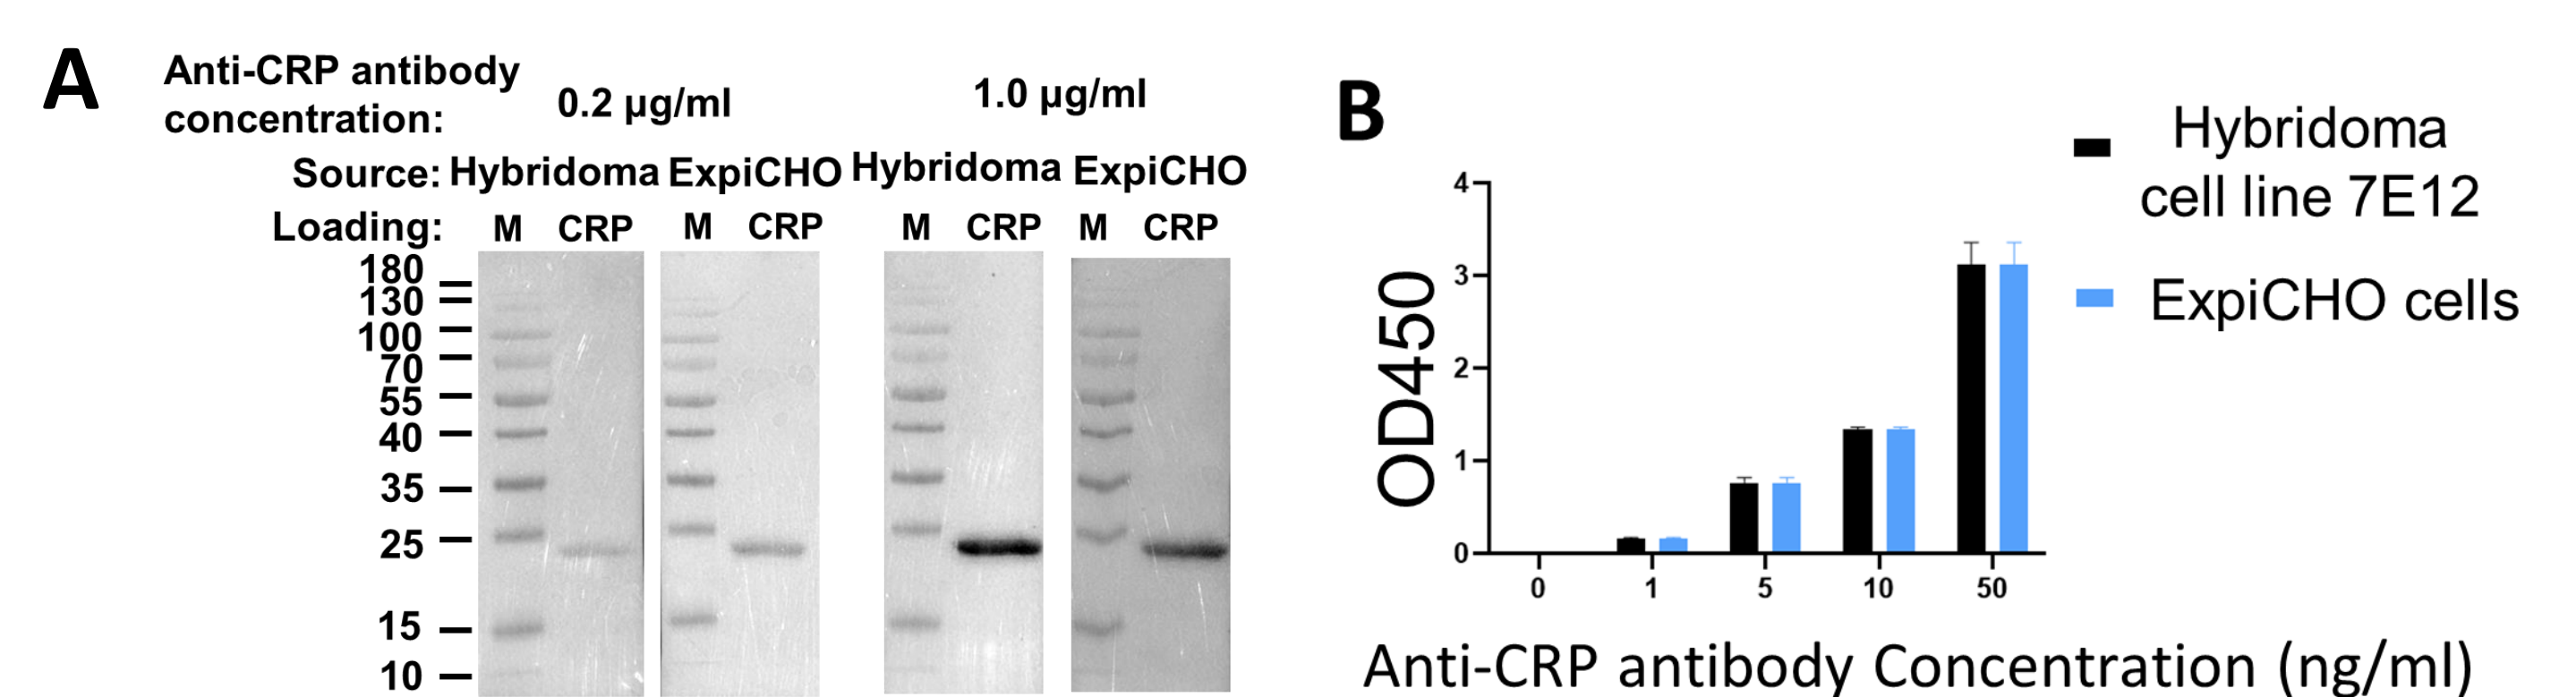 A
Anti-CRP antibody
concentration:
0.2 µg/ml
1.0 µg/ml
Source: Hybridoma ExpiCHO Hybridoma ExpiCHO
Loading: M CRP M CRP M CRP M CRP
180
130
100
70
55
40
35
25
15
10
B
Hybridoma
cell line 7E12
ExpiCHO cells
OD450
4
3
2
1
0
0 1 5 10 50
Anti-CRP antibody Concentration (ng/ml)